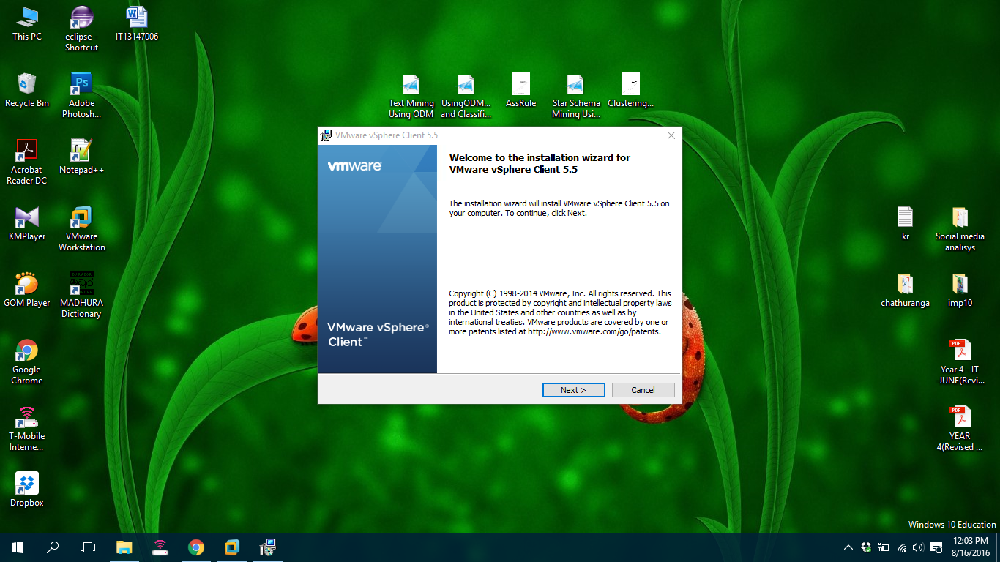 This PC
eclipse -
Shortcut
IT13147006
Recycle Bin
Ps
Adobe
Photosh...
Text Mining
Using ODM
UsingODM...
and Classifi...
AssRule
Star Schema
Mining Usi...
Clustering...
Acrobat
Reader DC
Notepad++
KMPlayer
VMware
Workstation
GOM Player
MADHURA
Dictionary
Google
Chrome
T-Mobile
Interne...
Dropbox
VMware vSphere Client 5.5
vmware
VMware vSphere®
Client™
Welcome to the installation wizard for
VMware vSphere Client 5.5
The installation wizard will install VMware vSphere Client 5.5 on
your computer. To continue, click Next.
Copyright (C) 1998-2014 VMware, Inc. All rights reserved. This
product is protected by copyright and intellectual property laws
in the United States and other countries as well as by
international treaties. VMware products are covered by one or
more patents listed at http://www.vmware.com/go/patents.
Next >
Cancel
kr
Social media
analisys
chathuranga
imp10
PDF
Year 4 - IT
-JUNE(Revi...
PDF
YEAR
4(Revised ...
Windows 10 Education
12:03 PM
8/16/2016